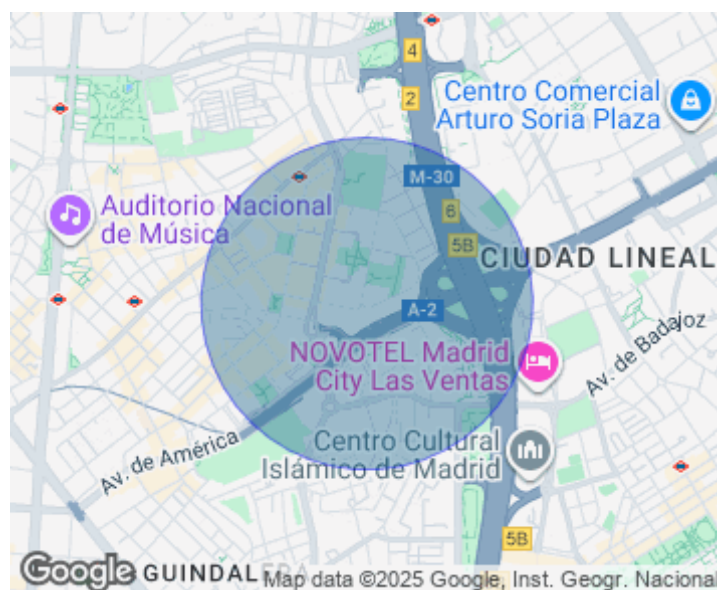 4
2
Centro Comercial
Arturo Soria Plaza
M-30
Auditorio Nacional
de Música
6
5B
CIUDAD LINEAL
A-2
NOVOTEL Madrid
City Las Ventas
Av. de Badajoz
Av. de América
Centro Cultural
Islámico de Madrid
5B
Google
GUINDALERA
Map data ©2025 Google, Inst. Geogr. Nacional